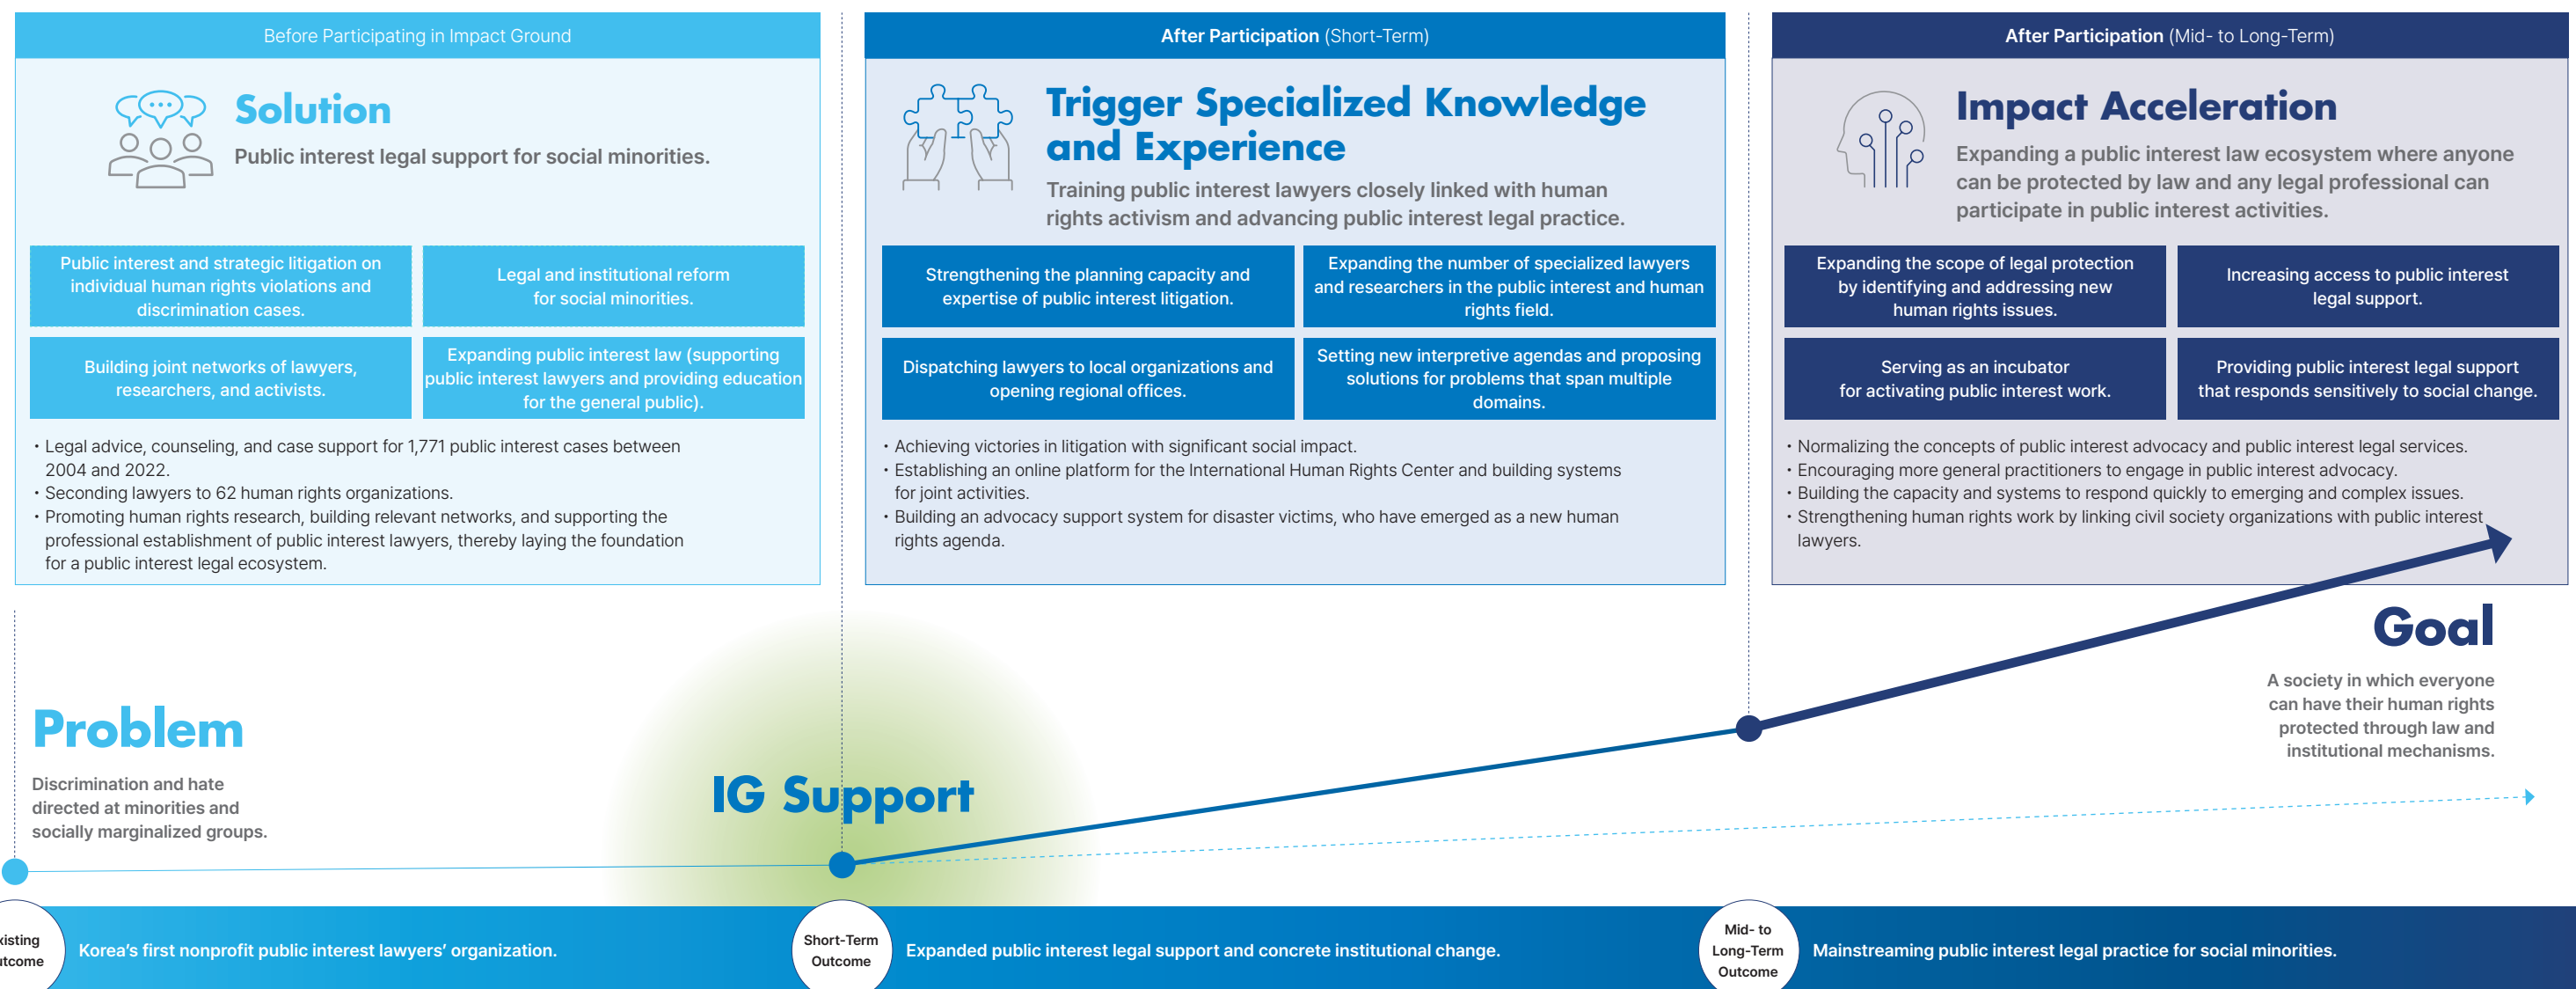 Before Participating in Impact Ground
Solution
Public interest legal support for social minorities.
Public interest and strategic litigation on
individual human rights violations and
discrimination cases.
Legal and institutional reform
for social minorities.
Building joint networks of lawyers,
researchers, and activists.
Expanding public interest law (supporting
public interest lawyers and providing education
for the general public).
· Legal advice, counseling, and case support for 1,771 public interest cases between
2004 and 2022.
· Seconding lawyers to 62 human rights organizations.
· Promoting human rights research, building relevant networks, and supporting the
professional establishment of public interest lawyers, thereby laying the foundation
for a public interest legal ecosystem.
After Participation (Short-Term)
Trigger Specialized Knowledge
and Experience
Training public interest lawyers closely linked with human
rights activism and advancing public interest legal practice.
Strengthening the planning capacity and
expertise of public interest litigation.
Expanding the number of specialized lawyers
and researchers in the public interest and human
rights field.
Dispatching lawyers to local organizations and
opening regional offices.
Setting new interpretive agendas and proposing
solutions for problems that span multiple
domains.
· Achieving victories in litigation with significant social impact.
· Establishing an online platform for the International Human Rights Center and building systems
for joint activities.
· Building an advocacy support system for disaster victims, who have emerged as a new human
rights agenda.
After Participation (Mid- to Long-Term)
Impact Acceleration
Expanding a public interest law ecosystem where anyone
can be protected by law and any legal professional can
participate in public interest activities.
Expanding the scope of legal protection
by identifying and addressing new
human rights issues.
Increasing access to public interest
legal support.
Serving as an incubator
for activating public interest work.
Providing public interest legal support
that responds sensitively to social change.
· Normalizing the concepts of public interest advocacy and public interest legal services.
· Encouraging more general practitioners to engage in public interest advocacy.
· Building the capacity and systems to respond quickly to emerging and complex issues.
· Strengthening human rights work by linking civil society organizations with public interest
lawyers.
Problem
Discrimination and hate
directed at minorities and
socially marginalized groups.
IG Support
Goal
A society in which everyone
can have their human rights
protected through law and
institutional mechanisms.
xisting
utcome
Korea's first nonprofit public interest lawyers' organization.
Short-Term
Outcome
Expanded public interest legal support and concrete institutional change.
Mid- to
Long-Term
Outcome
Mainstreaming public interest legal practice for social minorities.